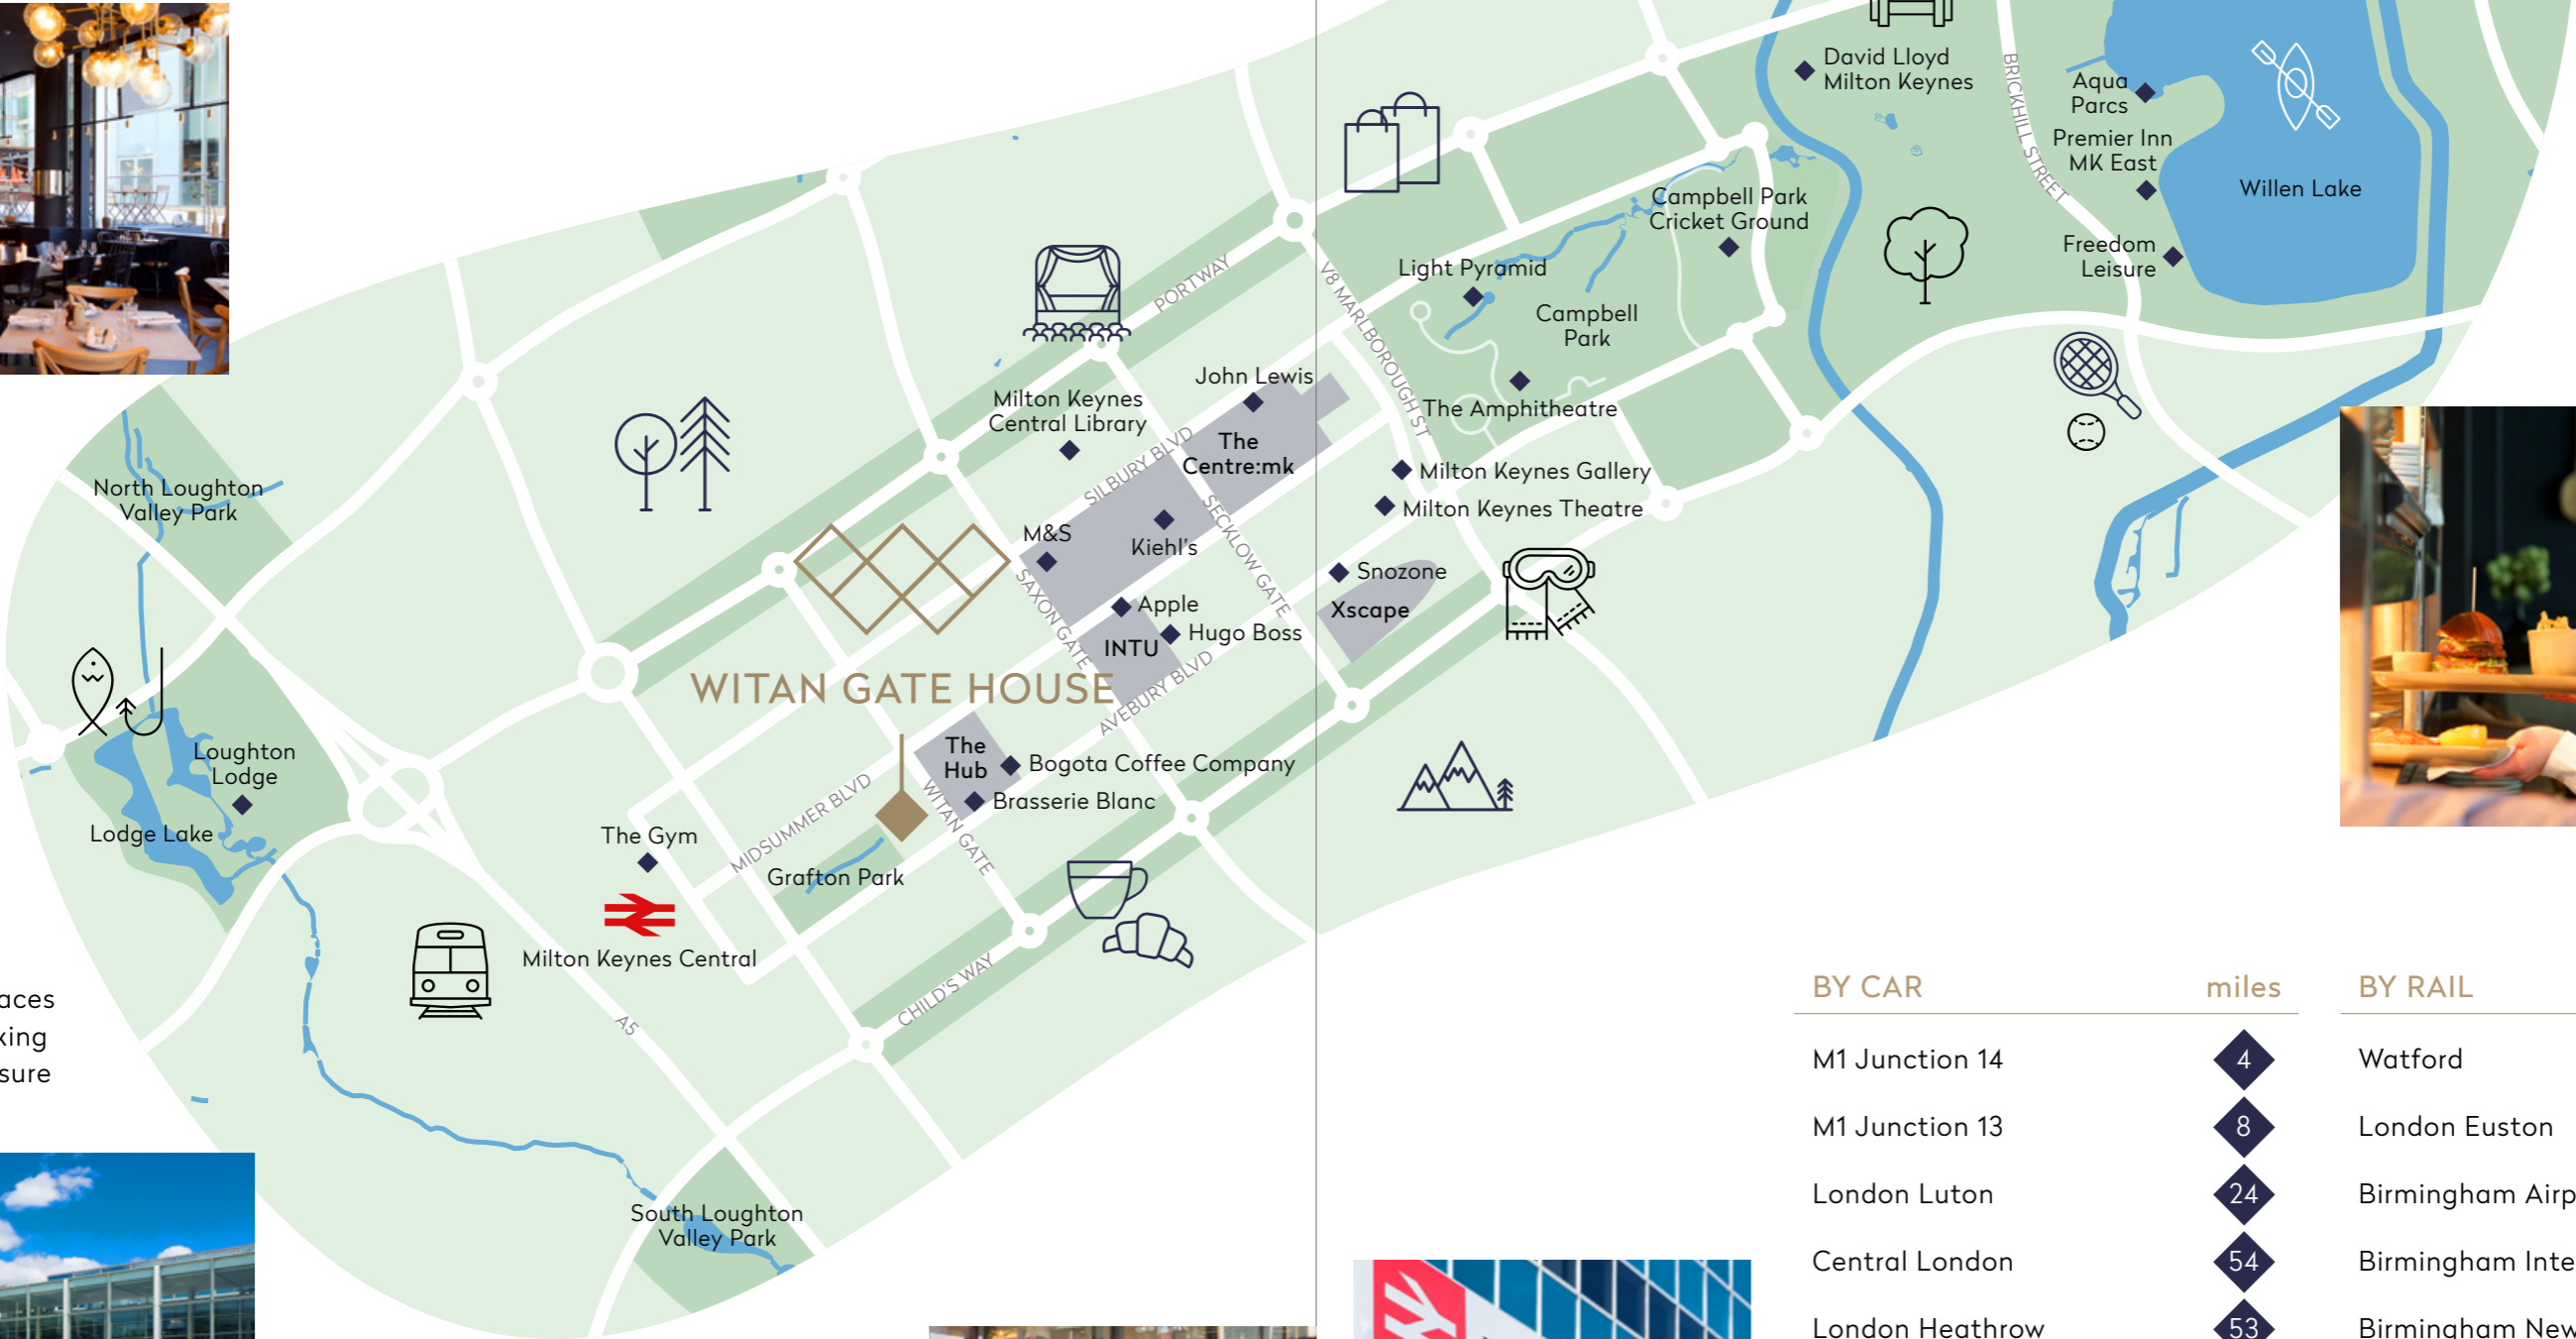 David Lloyd
Milton Keynes
BRICKHILL STREET
Aqua
Parcs
Premier Inn
MK East
Willen Lake
Freedom
Leisure
Campbell Park
Cricket Ground
Light Pyramid
Campbell
Park
PORTWAY
V8 MARLBOROUGH ST
John Lewis
Milton Keynes
Central Library
The Amphitheatre
SILBURY BLVD
The
Centre:mk
Milton Keynes Gallery
Milton Keynes Theatre
North Loughton
Valley Park
M&S
Kiehl's
SECKLOW GATE
Snozone
Xscape
SAXON GATE
Apple
Hugo Boss
INTU
AVEBURY BLVD
WITAN GATE HOUSE
The
Hub
Bogota Coffee Company
Brasserie Blanc
WITAN GATE
MIDSUMMER BLVD
Loughton
Lodge
Lodge Lake
The Gym
Grafton Park
Milton Keynes Central
CHILD'S WAY
A5
South Loughton
Valley Park
aces
king
sure
BY CAR miles
M1 Junction 14 4
M1 Junction 13 8
London Luton 24
Central London 54
London Heathrow 53
BY RAIL
Watford
London Euston
Birmingham Airp
Birmingham Inte
Birmingham New